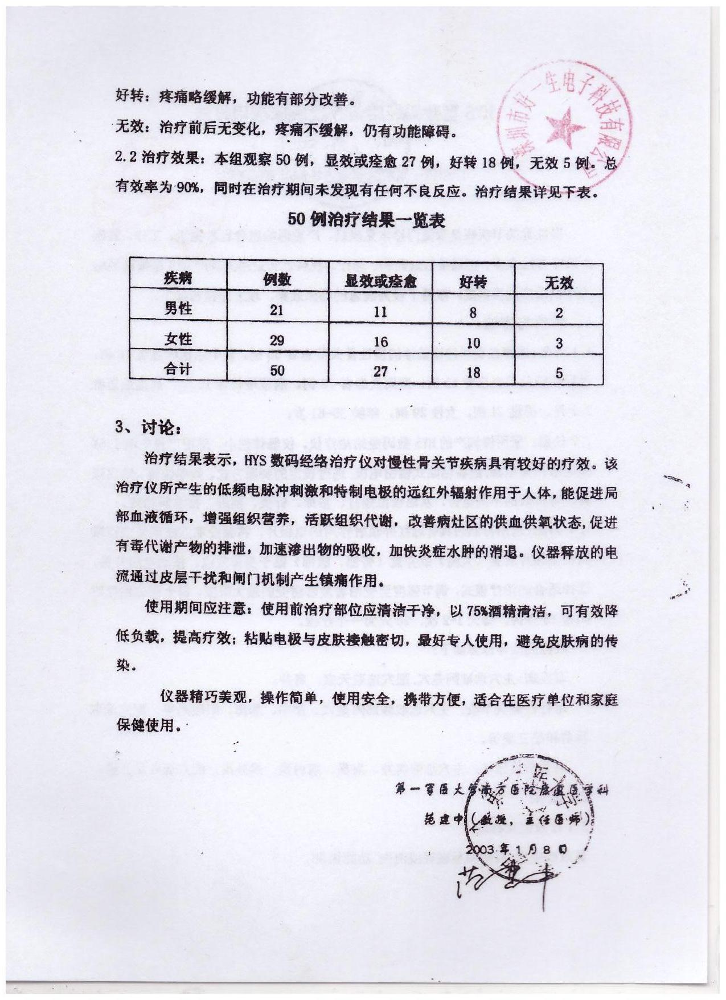 好转：疼痛略缓解，功能有部分改善。
无效：治疗前后无变化，疼痛不缓解，仍有功能障碍。
2.2 治疗效果：本组观察 50 例，显效或痊愈 27 例，好转 18 例，无效 5 例。总
有效率为 90%，同时在治疗期间未发现有任何不良反应。治疗结果详见下表。
深圳市好一生电子科技有限公司
50 例治疗结果一览表
疾病 例数 显效或痊愈 好转 无效
男性 21 11 8 2
女性 29 16 10 3
合计 50 27 18 5
3、讨论：
治疗结果表示，HYS 数码经络治疗仪对慢性骨关节疾病具有较好的疗效。该
治疗仪所产生的低频电脉冲刺激和特制电极的远红外辐射作用于人体，能促进局
部血液循环，增强组织营养，活跃组织代谢，改善病灶区的供血供氧状态，促进
有毒代谢产物的排泄，加速渗出物的吸收，加快炎症水肿的消退。仪器释放的电
流通过皮层干扰和闸门机制产生镇痛作用。
使用期间应注意：使用前治疗部位应清洁干净，以 75%酒精清洁，可有效降
低负载，提高疗效；粘贴电极与皮肤接触密切，最好专人使用，避免皮肤病的传
染。
仪器精巧美观，操作简单，使用安全，携带方便，适合在医疗单位和家庭
保健使用。
第一军医大学南方医院康复医学科
范建中（教授，主任医师）
2003 年 1 月 8 日
范建中